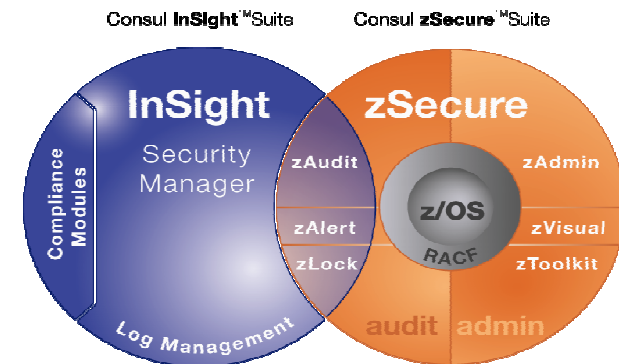 Consul InSight™Suite
Consul zSecure™Suite
InSight
Security
Manager
Compliance
Modules
Log Management
zSecure
zAudit
zAlert
zLock
z/OS
RACF
zAdmin
zVisual
zToolkit
audit
admin